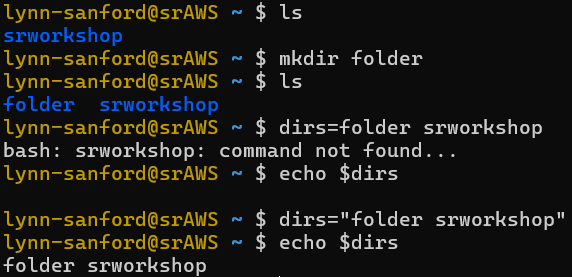 lynn-sanford@srAWS ~ $ ls
srworkshop
lynn-sanford@srAWS ~ $ mkdir folder
lynn-sanford@srAWS ~ $ ls
folder  srworkshop
lynn-sanford@srAWS ~ $ dirs=folder srworkshop
bash: srworkshop: command not found...
lynn-sanford@srAWS ~ $ echo $dirs

lynn-sanford@srAWS ~ $ dirs="folder srworkshop"
lynn-sanford@srAWS ~ $ echo $dirs
folder srworkshop